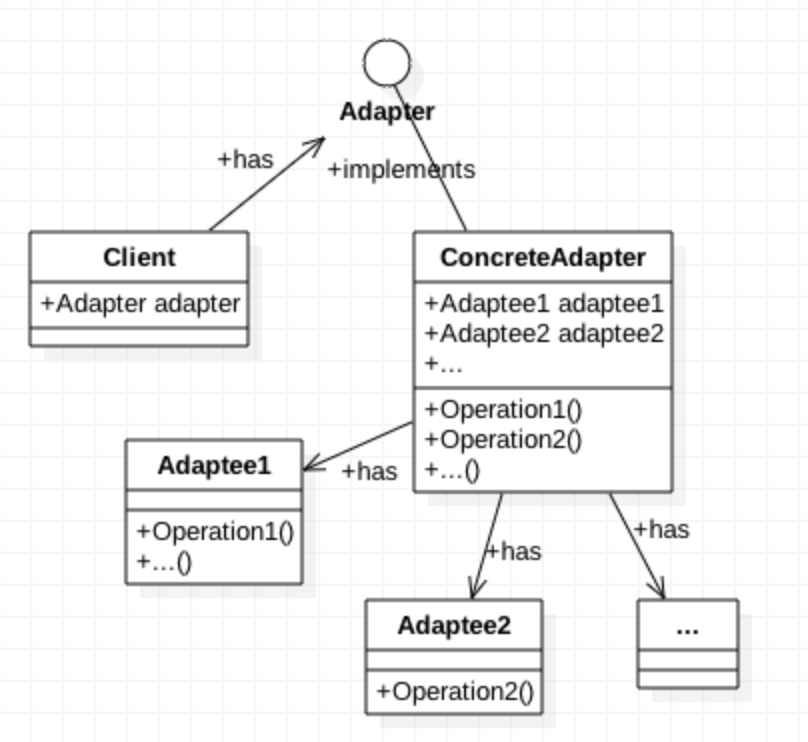 Adapter
+has
+implements
Client
+Adapter adapter
ConcreteAdapter
+Adaptee1 adaptee1
+Adaptee2 adaptee2
+...
+Operation1()
+Operation2()
+...()
+has
Adaptee1
+Operation1()
+...()
+has
+has
Adaptee2
+Operation2()
...